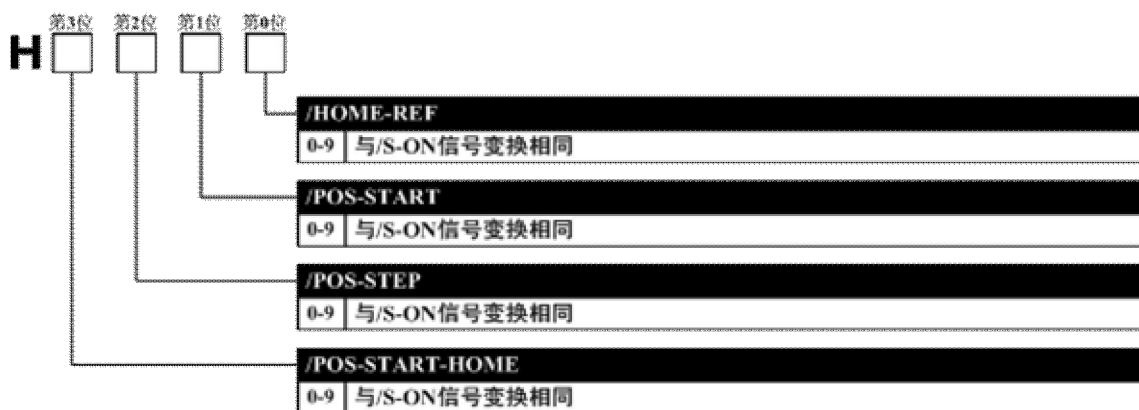 第3位 第2位 第1位 第0位
H
/HOME-REF
0-9 与/S-ON信号变换相同
/POS-START
0-9 与/S-ON信号变换相同
/POS-STEP
0-9 与/S-ON信号变换相同
/POS-START-HOME
0-9 与/S-ON信号变换相同